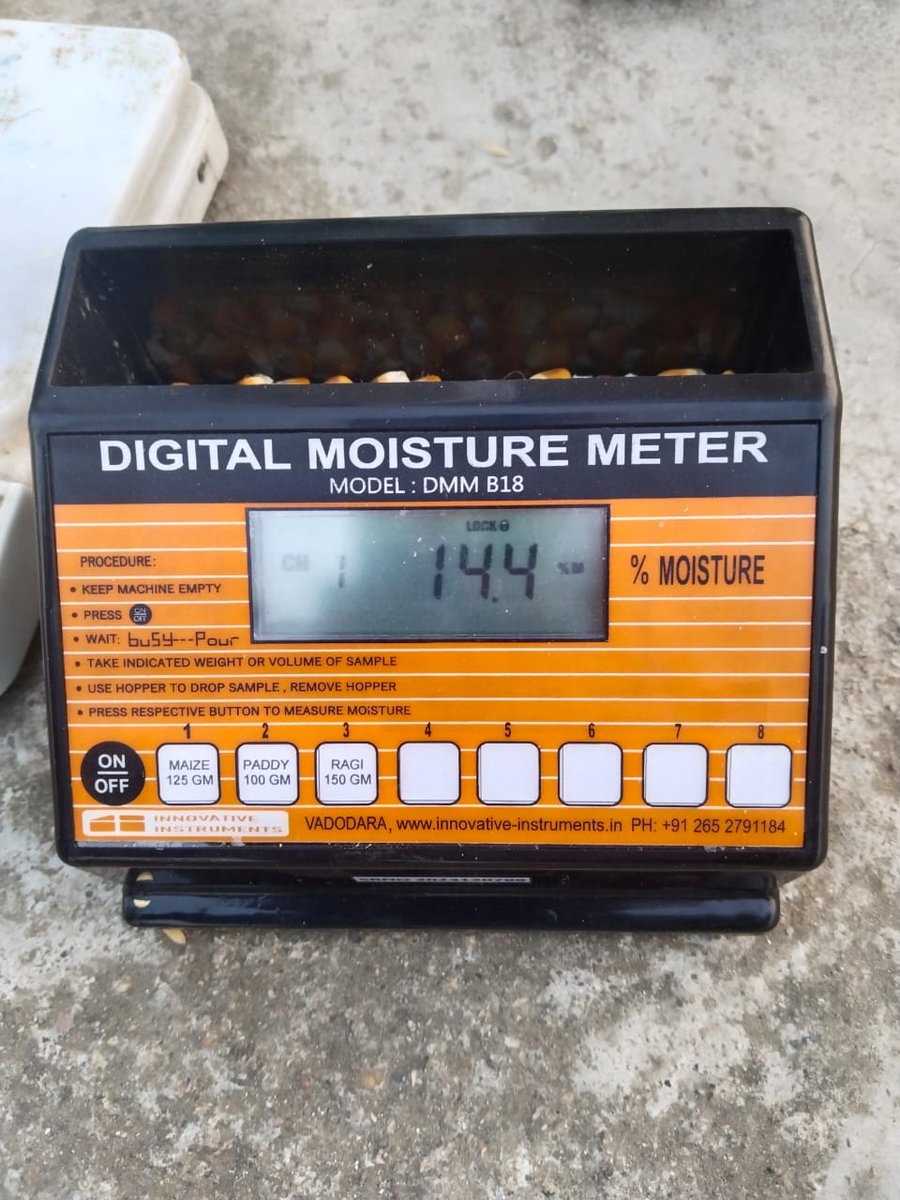 DIGITAL MOISTURE METER
MODEL : DMM B18
LOCK
CH 1 14.4 %M
% MOISTURE
PROCEDURE:
• KEEP MACHINE EMPTY
• PRESS ON OFF
• WAIT: busy---Pour
• TAKE INDICATED WEIGHT OR VOLUME OF SAMPLE
• USE HOPPER TO DROP SAMPLE , REMOVE HOPPER
• PRESS RESPECTIVE BUTTON TO MEASURE MOISTURE
1 2 3 4 5 6 7 8
ON
OFF
MAIZE
125 GM
PADDY
100 GM
RAGI
150 GM
INNOVATIVE
INSTRUMENTS
VADODARA, www.innovative-instruments.in PH: +91 265 2791184